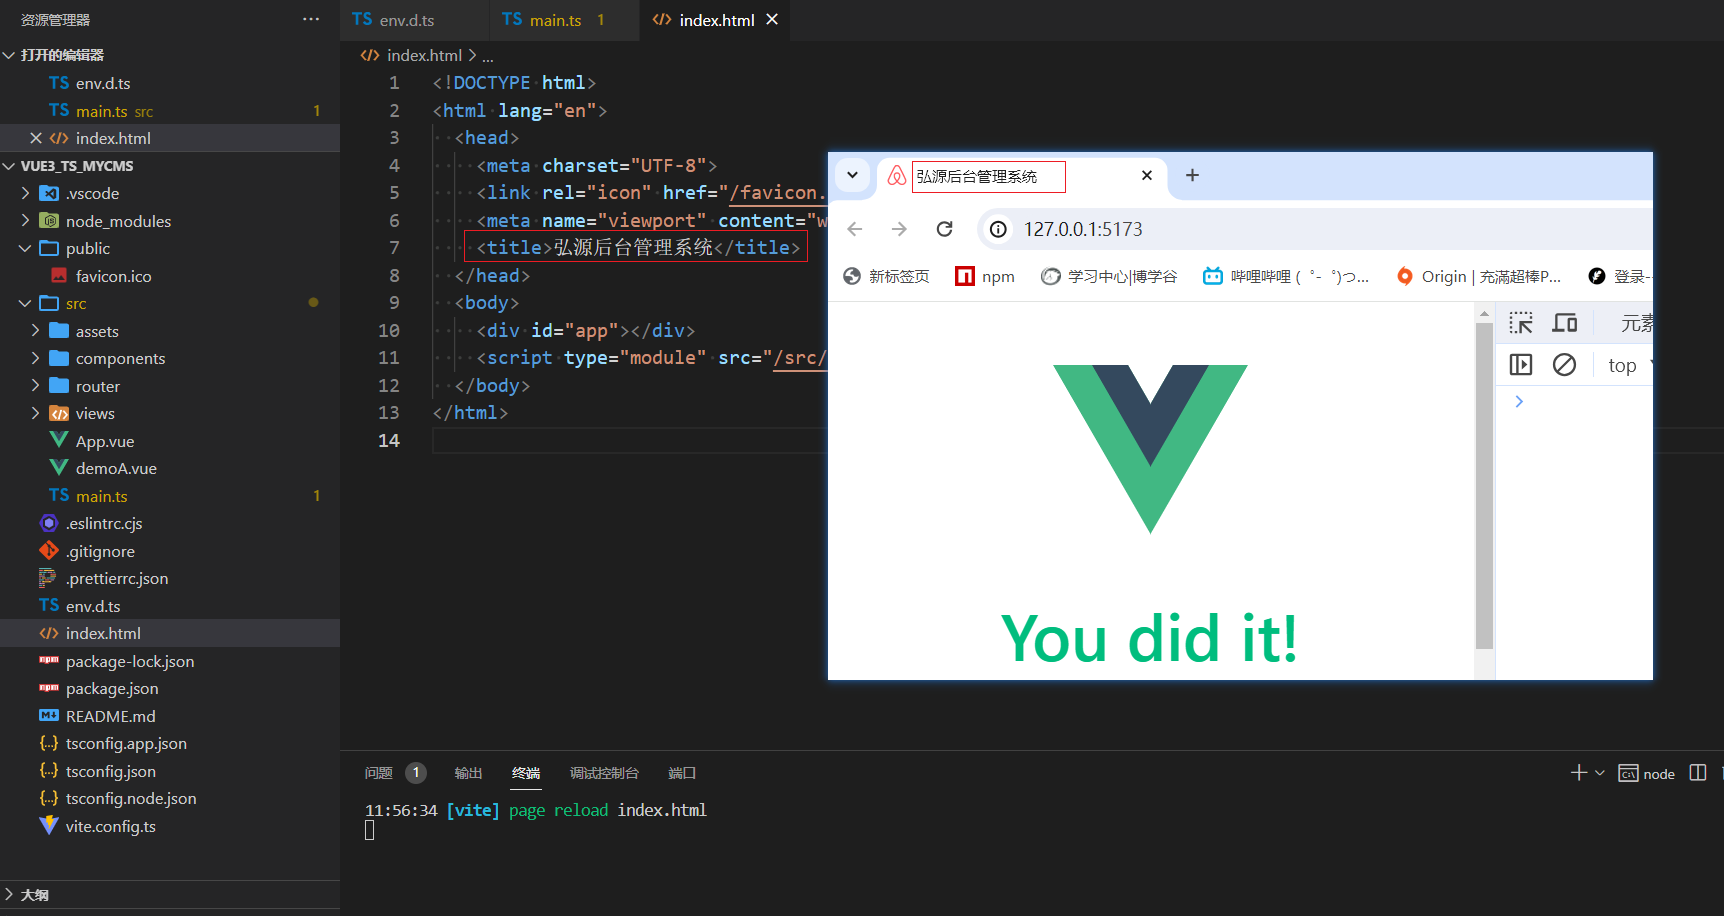 资源管理器
···
打开的编辑器
TS env.d.ts
TS main.ts src 1
index.html
VUE3_TS_MYCMS
.vscode
node_modules
public
favicon.ico
src
assets
components
router
views
App.vue
demoA.vue
TS main.ts 1
.eslintrc.cjs
.gitignore
.prettierrc.json
TS env.d.ts
index.html
package-lock.json
package.json
README.md
tsconfig.app.json
tsconfig.json
tsconfig.node.json
vite.config.ts
大纲
TS env.d.ts
TS main.ts 1
index.html
index.html > ...
1 <!DOCTYPE html>
2 <html lang="en">
3 <head>
4 <meta charset="UTF-8">
5 <link rel="icon" href="/favicon.
6 <meta name="viewport" content="w
7 <title>弘源后台管理系统</title>
8 </head>
9 <body>
10 <div id="app"></div>
11 <script type="module" src="/src/
12 </body>
13 </html>
14
弘源后台管理系统
127.0.0.1:5173
新标签页
npm
学习中心|博学谷
哔哩哔哩 ( ゜- ゜)つ...
Origin | 充满超棒P...
登录-
元素
top
You did it!
问题 1
输出
终端
调试控制台
端口
node
11:56:34 [vite] page reload index.html